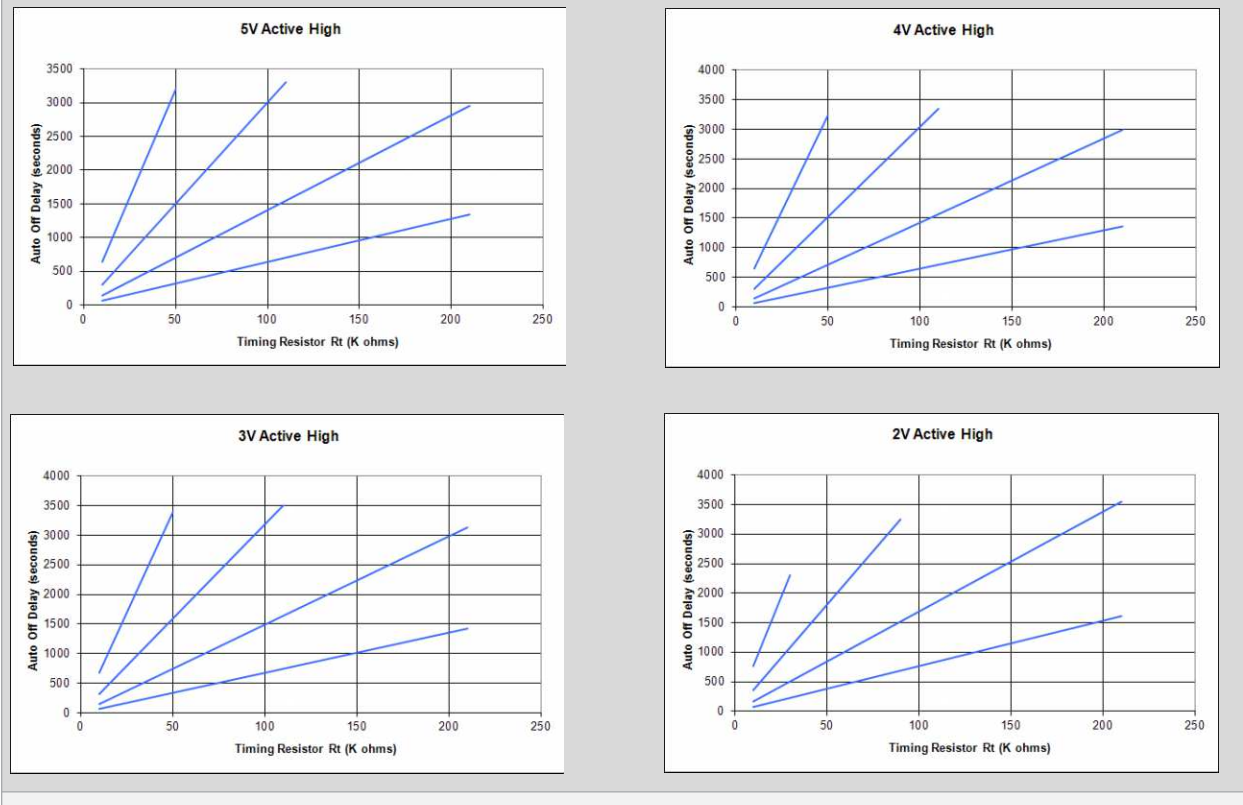 5V Active High
Auto Off Delay (seconds)
3500
3000
2500
2000
1500
1000
500
0
0 50 100 150 200 250
Timing Resistor Rt (K ohms)
4V Active High
Auto Off Delay (seconds)
4000
3500
3000
2500
2000
1500
1000
500
0
0 50 100 150 200 250
Timing Resistor Rt (K ohms)
3V Active High
Auto Off Delay (seconds)
4000
3500
3000
2500
2000
1500
1000
500
0
0 50 100 150 200 250
Timing Resistor Rt (K ohms)
2V Active High
Auto Off Delay (seconds)
4000
3500
3000
2500
2000
1500
1000
500
0
0 50 100 150 200 250
Timing Resistor Rt (K ohms)